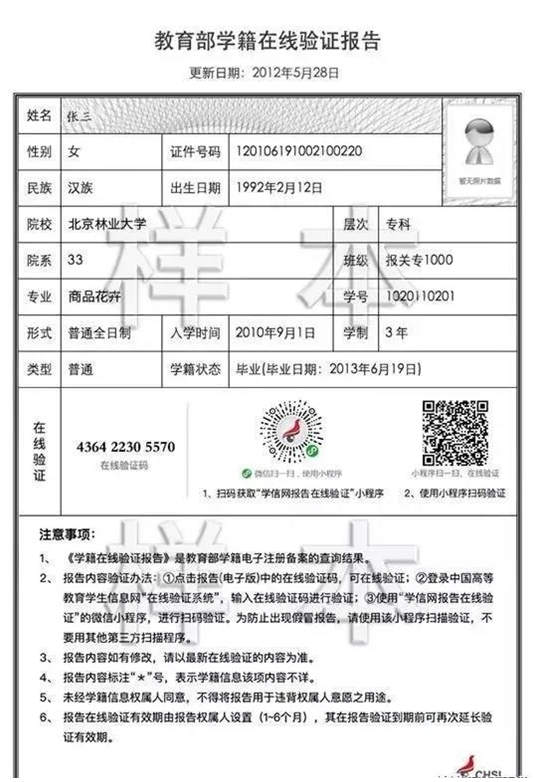 教育部学籍在线验证报告
更新日期：2012年5月28日
姓名 张三
性别 女 证件号码 120106191002100220
民族 汉族 出生日期 1992年2月12日
暂无照片数据
院校 北京林业大学 层次 专科
院系 33 班级 报关专1000
专业 商品花卉 学号 1020110201
形式 普通全日制 入学时间 2010年9月1日 学制 3 年
类型 普通 学籍状态 毕业(毕业日期：2013年6月19日)
样本
在线验证
4364 2230 5570
在线验证码
微信扫一扫，使用小程序
小程序扫一扫，在线验证
1、扫码获取“学信网报告在线验证”小程序
2、使用小程序扫码验证
样本
注意事项：
1、《学籍在线验证报告》是教育部学籍电子注册备案的查询结果。
2、报告内容验证办法：①点击报告(电子版)中的在线验证码，可在线验证；②登录中国高等
教育学生信息网“在线验证系统”，输入在线验证码进行验证；③使用“学信网报告在线验
证”的微信小程序，进行扫码验证。为防止出现假冒报告，请使用该小程序扫描验证，不
要用其他第三方扫描程序。
3、报告内容如有修改，请以最新在线验证的内容为准。
4、报告内容标注“*”号，表示学籍信息该项内容不详。
5、未经学籍信息权属人同意，不得将报告用于违背权属人意愿之用途。
6、报告在线验证有效期由报告权属人设置（1~6个月），其在报告验证到期前可再次延长验
证有效期。
CHSI